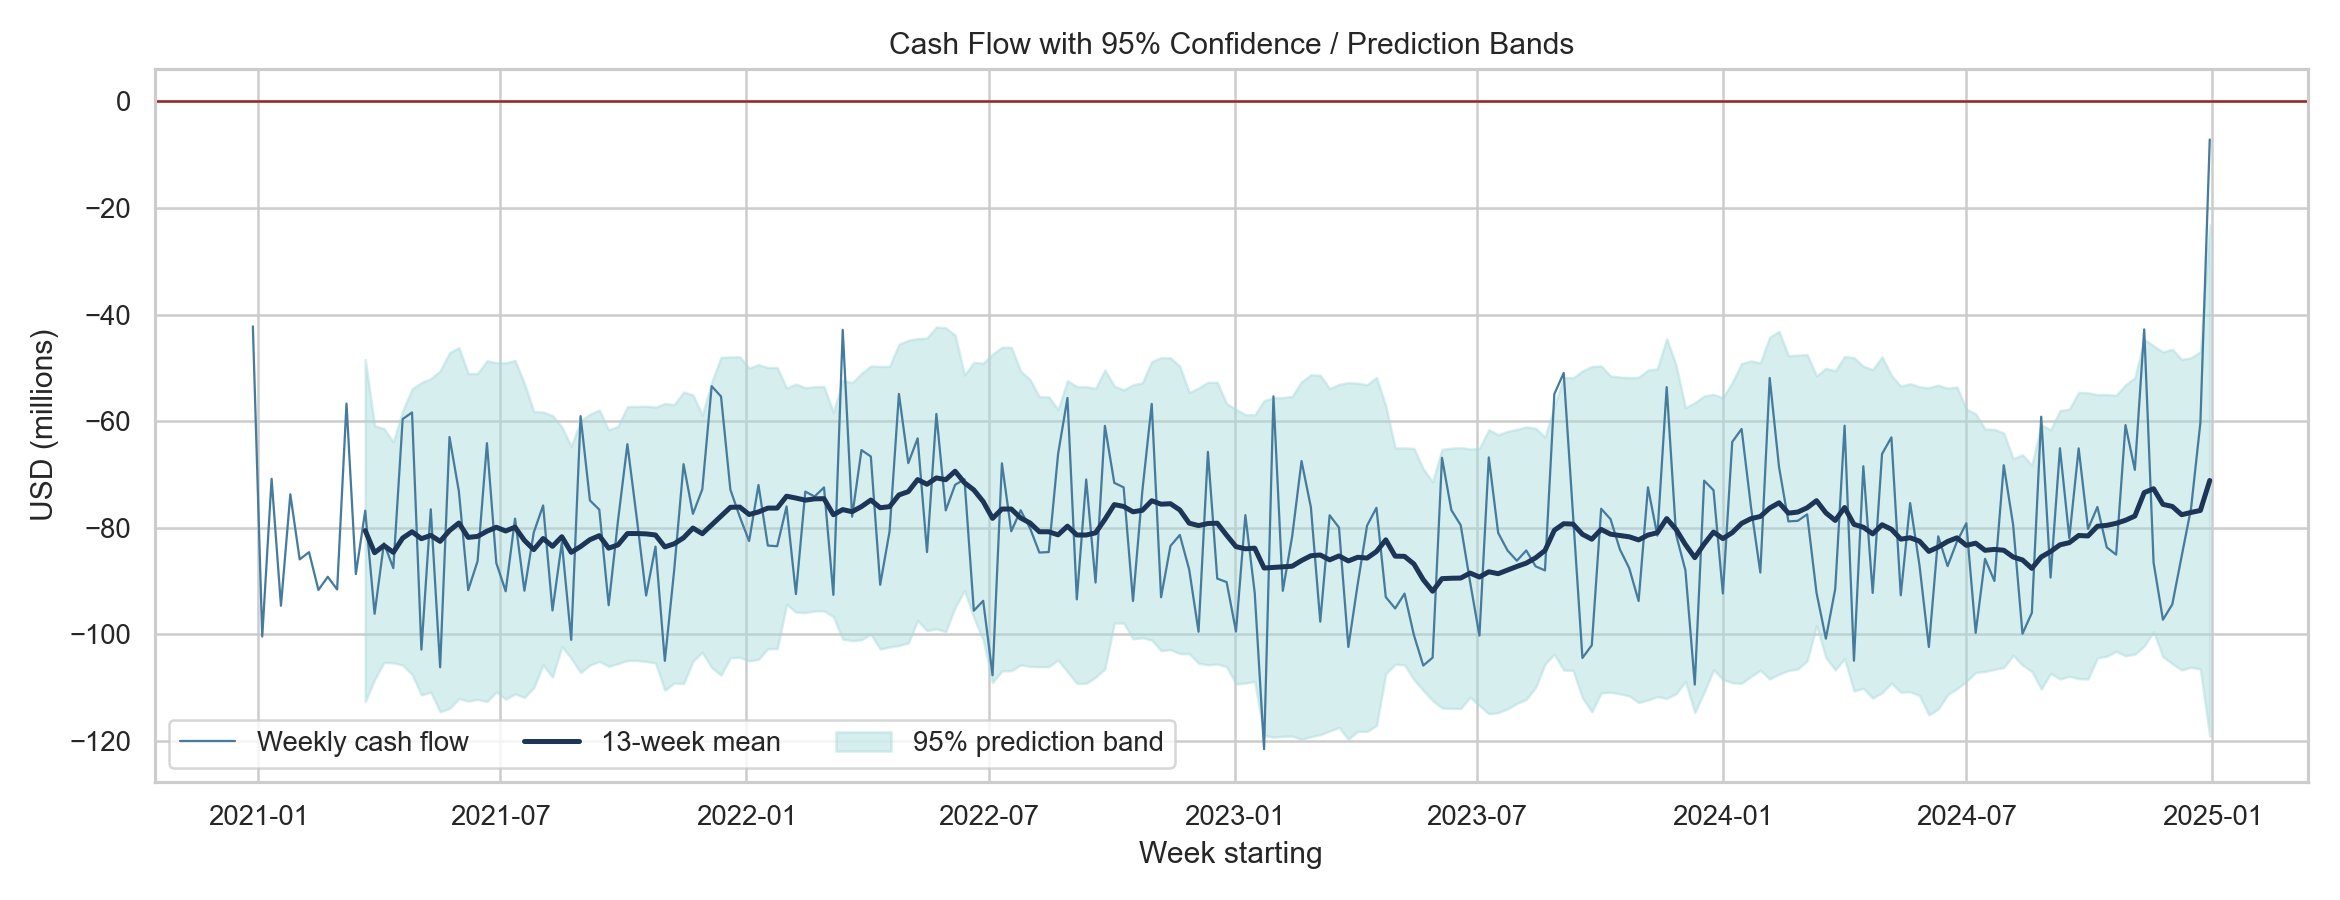 Cash Flow with 95% Confidence / Prediction Bands
USD (millions)
0
−20
−40
−60
−80
−100
−120
Weekly cash flow 13-week mean 95% prediction band
2021-01 2021-07 2022-01 2022-07 2023-01 2023-07 2024-01 2024-07 2025-01
Week starting